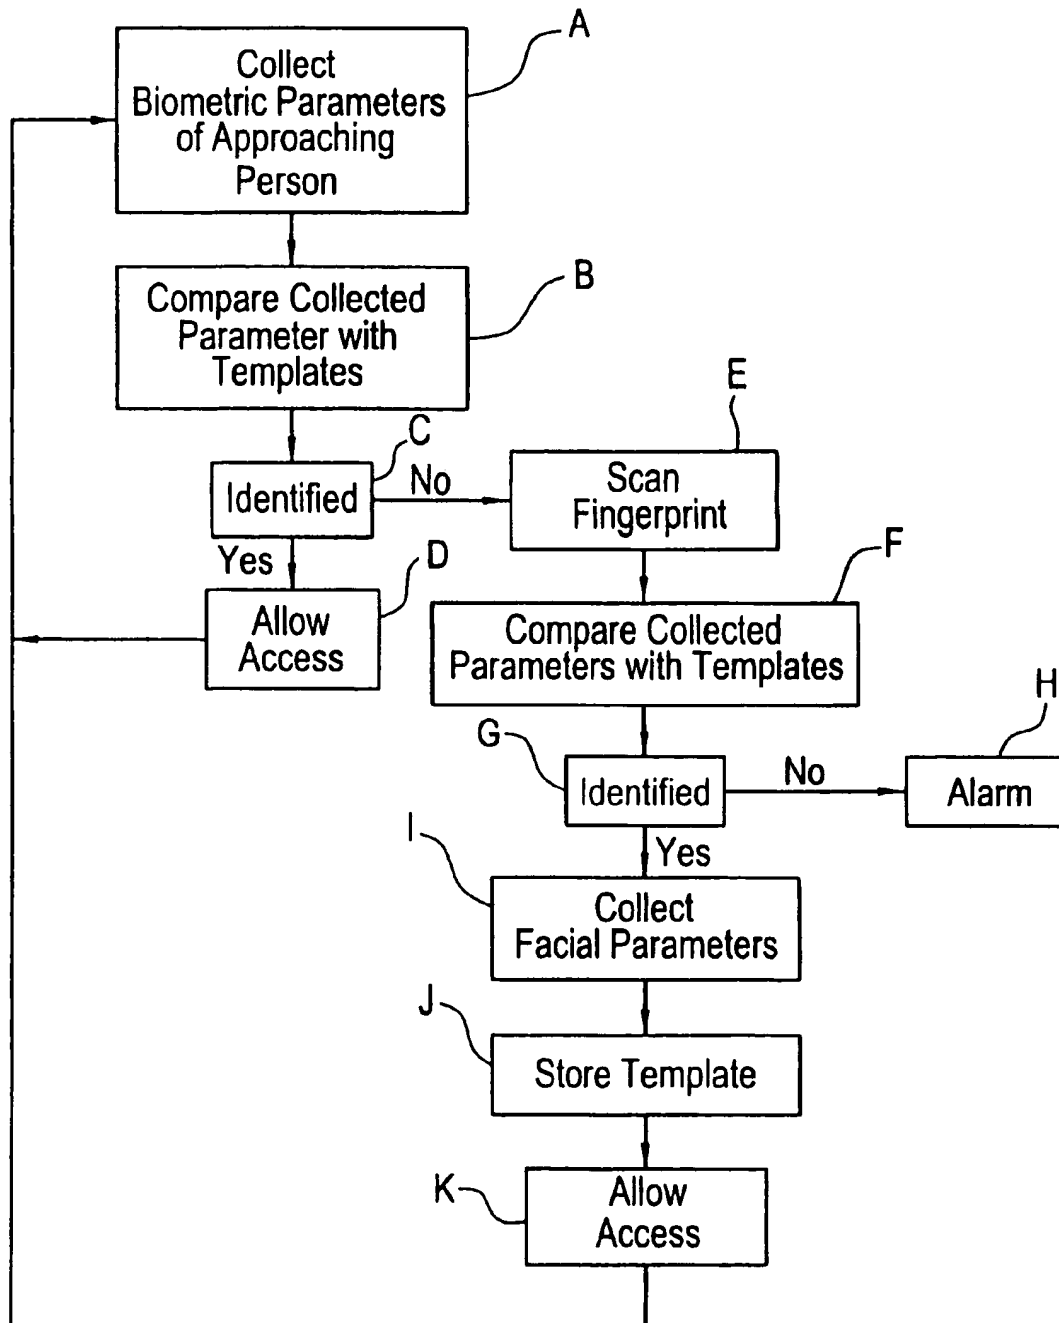 A
Collect
Biometric Parameters
of Approaching
Person
B
Compare Collected
Parameter with
Templates
C
Identified
No
Yes
D
Allow
Access
E
Scan
Fingerprint
F
Compare Collected
Parameters with Templates
G
Identified
No
H
Alarm
Yes
I
Collect
Facial Parameters
J
Store Template
K
Allow
Access